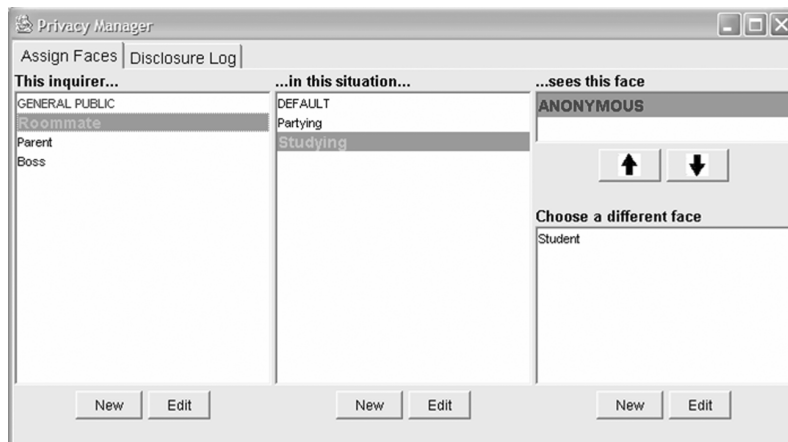 Privacy Manager
Assign Faces
Disclosure Log
This inquirer...
GENERAL PUBLIC
Roommate
Parent
Boss
New
Edit
...in this situation...
DEFAULT
Partying
Studying
New
Edit
...sees this face
ANONYMOUS
Choose a different face
Student
New
Edit